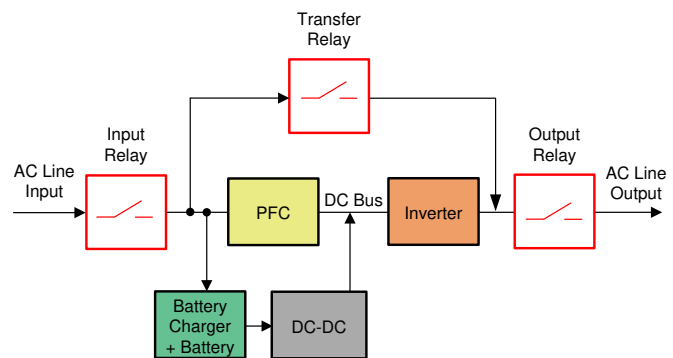 Transfer
Relay
Input
Relay
Output
Relay
AC Line
Input
AC Line
Output
PFC
DC Bus
Inverter
Battery
Charger
+ Battery
DC-DC